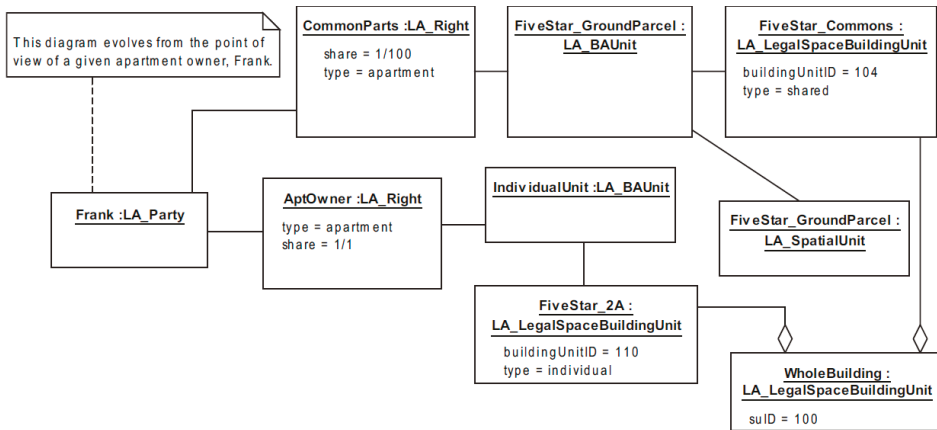 This diagram evolves from the point of
view of a given apartment owner, Frank.
CommonParts :LA_Right
share = 1/100
type = apartment
FiveStar_GroundParcel :
LA_BAUnit
FiveStar_Commons :
LA_LegalSpaceBuildingUnit
buildingUnitID = 104
type = shared
Frank :LA_Party
AptOwner :LA_Right
type = apartment
share = 1/1
IndividualUnit :LA_BAUnit
FiveStar_GroundParcel :
LA_SpatialUnit
FiveStar_2A :
LA_LegalSpaceBuildingUnit
buildingUnitID = 110
type = individual
WholeBuilding :
LA_LegalSpaceBuildingUnit
suID = 100